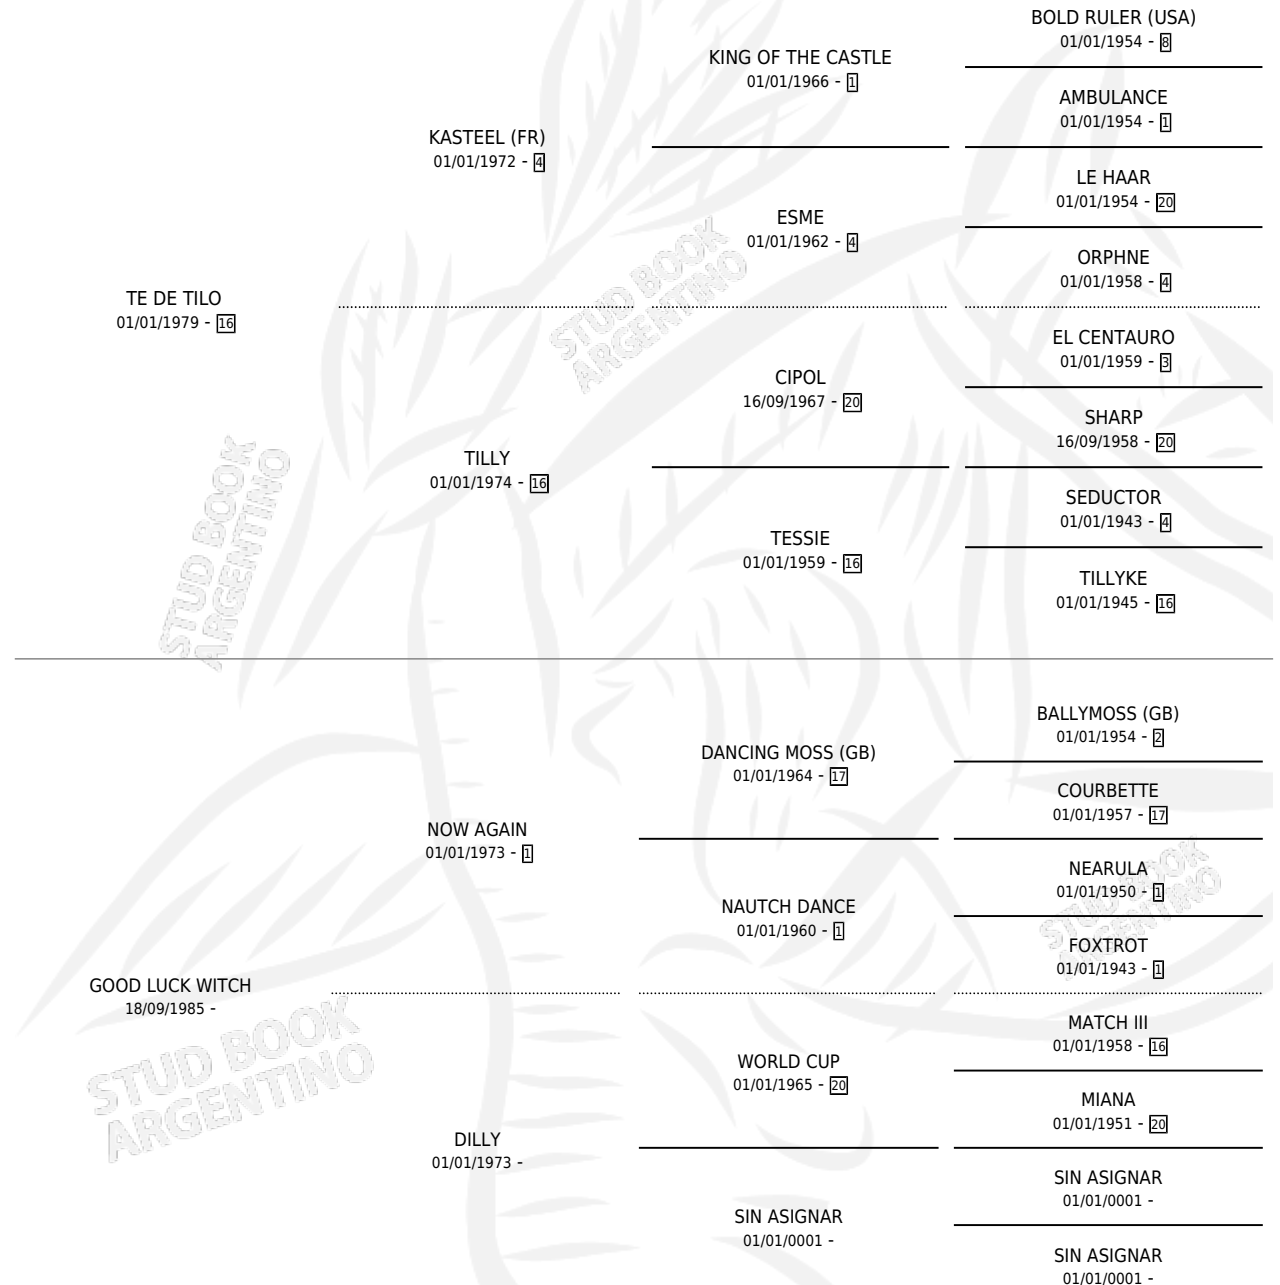 BOLD RULER (USA)
01/01/1954 - 8
KING OF THE CASTLE
01/01/1966 - 1
AMBULANCE
01/01/1954 - 1
KASTEEL (FR)
01/01/1972 - 4
LE HAAR
01/01/1954 - 20
ESME
01/01/1962 - 4
ORPHNE
01/01/1958 - 4
TE DE TILO
01/01/1979 - 16
EL CENTAURO
01/01/1959 - 3
CIPOL
16/09/1967 - 20
SHARP
16/09/1958 - 20
TILLY
01/01/1974 - 16
SEDUCTOR
01/01/1943 - 4
TESSIE
01/01/1959 - 16
TILLYKE
01/01/1945 - 16
BALLYMOSS (GB)
01/01/1954 - 2
DANCING MOSS (GB)
01/01/1964 - 17
COURBETTE
01/01/1957 - 17
NOW AGAIN
01/01/1973 - 1
NEARULA
01/01/1950 - 1
NAUTCH DANCE
01/01/1960 - 1
FOXTROT
01/01/1943 - 1
GOOD LUCK WITCH
18/09/1985 -
MATCH III
01/01/1958 - 16
WORLD CUP
01/01/1965 - 20
MIANA
01/01/1951 - 20
DILLY
01/01/1973 -
SIN ASIGNAR
01/01/0001 -
SIN ASIGNAR
01/01/0001 -
SIN ASIGNAR
01/01/0001 -
STUD BOOK
ARGENTINO
STUD BOOK
ARGENTINO
STUD BOOK
ARGENTINO
STUD BOOK
ARGENTINO